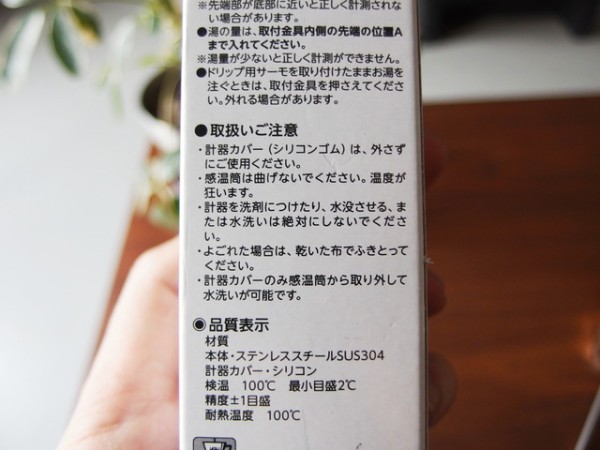 ※先端部が底部に近いと正しく計測されな
い場合があります。
●湯の量は、取付金具内側の先端の位置A
まで入れてください。
※湯量が少ないと正しく計測ができません。
●ドリップ用サーモを取り付けたままお湯を
注ぐときは、取付金具を押さえてくださ
い。外れる場合があります。
●取扱いご注意
・計器カバー(シリコンゴム)は、外さず
にご使用ください。
・感温筒は曲げないでください。温度が
狂います。
・計器を洗剤につけたり、水没させる、ま
たは水洗いは絶対にしないでくださ
い。
・よごれた場合は、乾いた布でふきとって
ください。
・計器カバーのみ感温筒から取り外して
水洗いが可能です。
◉品質表示
材質
本体・ステンレススチールSUS304
計器カバー・シリコン
検温 100℃ 最小目盛2℃
精度±1目盛
耐熱温度 100℃